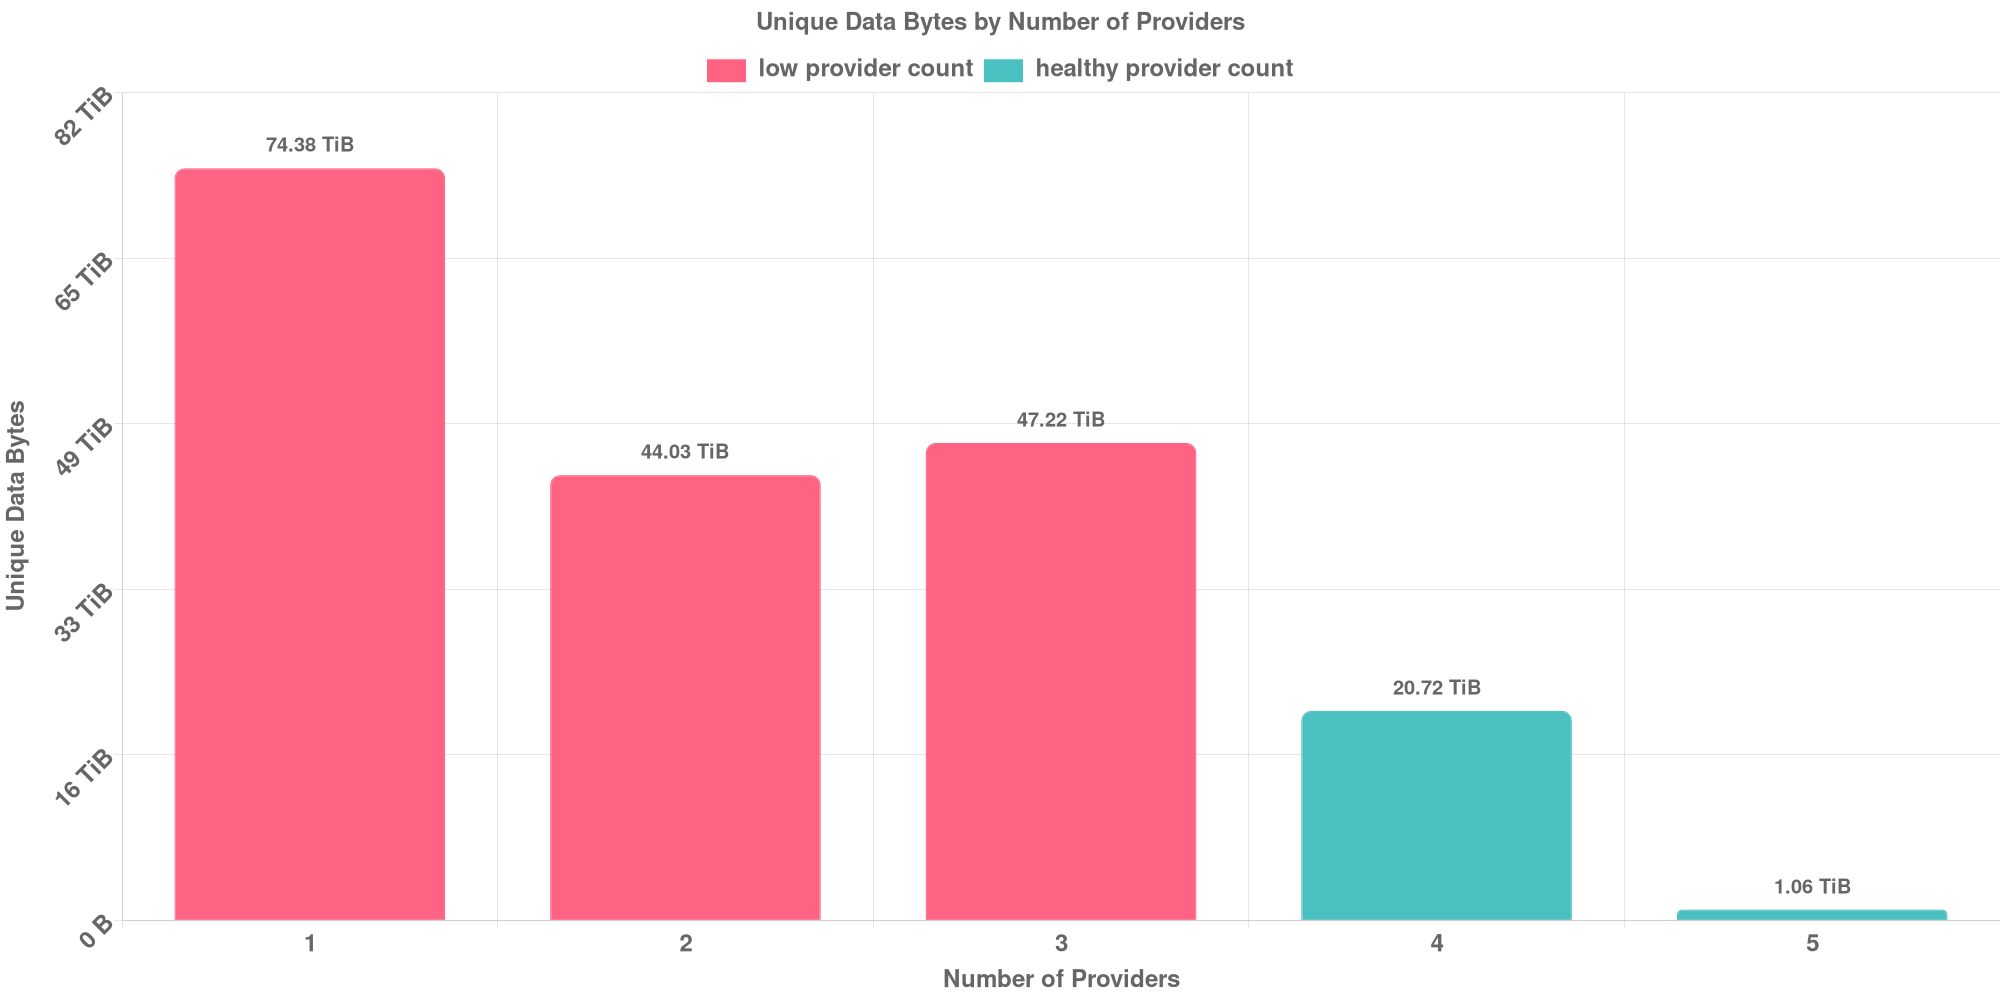 Unique Data Bytes by Number of Providers
low provider count
healthy provider count
82 TiB
65 TiB
49 TiB
33 TiB
16 TiB
0 B
Unique Data Bytes
74.38 TiB
44.03 TiB
47.22 TiB
20.72 TiB
1.06 TiB
1
2
3
4
5
Number of Providers